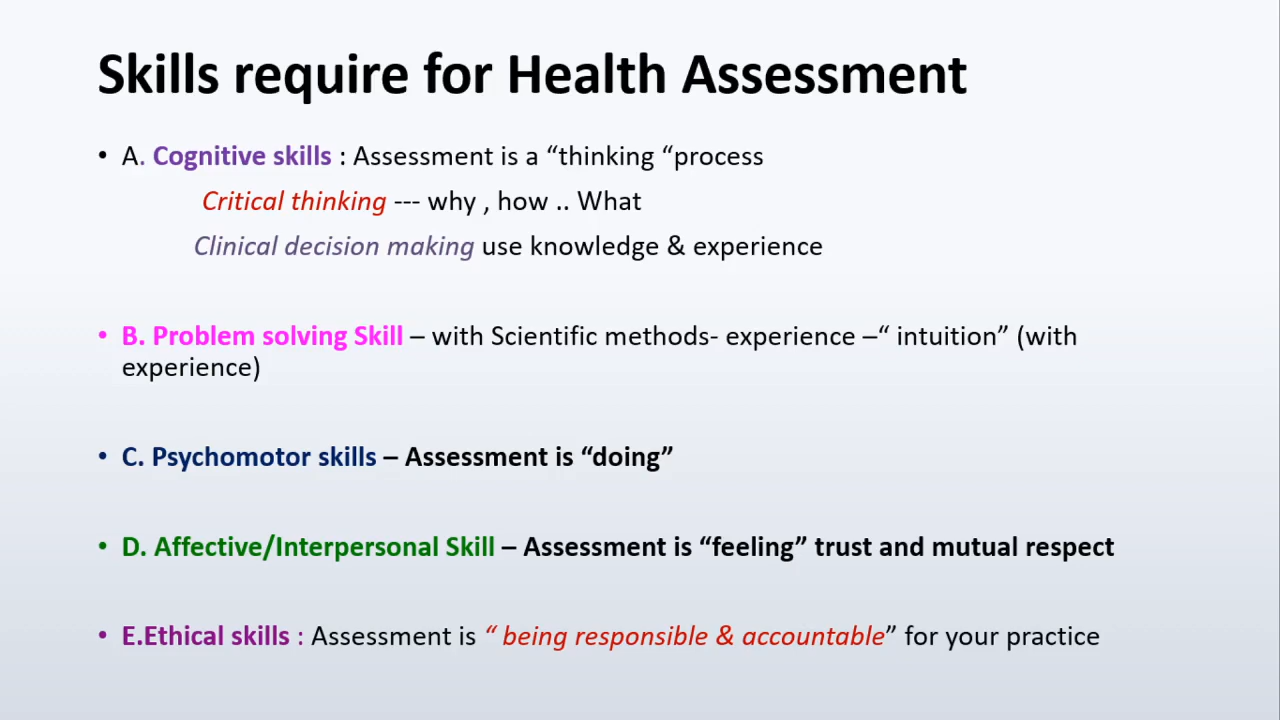 Skills require for Health Assessment
• A. Cognitive skills : Assessment is a “thinking “process
Critical thinking --- why , how .. What
Clinical decision making use knowledge & experience
• B. Problem solving Skill – with Scientific methods- experience –“ intuition” (with
experience)
• C. Psychomotor skills – Assessment is “doing”
• D. Affective/Interpersonal Skill – Assessment is “feeling” trust and mutual respect
• E.Ethical skills : Assessment is “ being responsible & accountable” for your practice